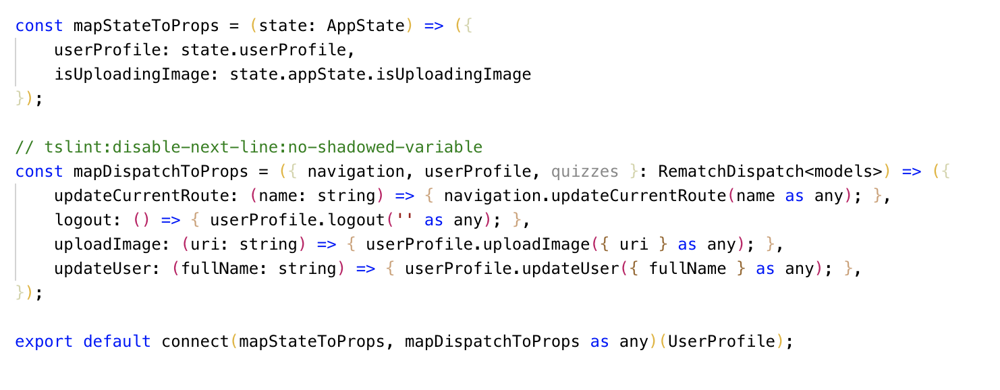 const mapStateToProps = (state: AppState) => ({
    userProfile: state.userProfile,
    isUploadingImage: state.appState.isUploadingImage
});

// tslint:disable-next-line:no-shadowed-variable
const mapDispatchToProps = ({ navigation, userProfile, quizzes }: RematchDispatch<models>) => ({
    updateCurrentRoute: (name: string) => { navigation.updateCurrentRoute(name as any); },
    logout: () => { userProfile.logout('' as any); },
    uploadImage: (uri: string) => { userProfile.uploadImage({ uri } as any); },
    updateUser: (fullName: string) => { userProfile.updateUser({ fullName } as any); },
});

export default connect(mapStateToProps, mapDispatchToProps as any)(UserProfile);